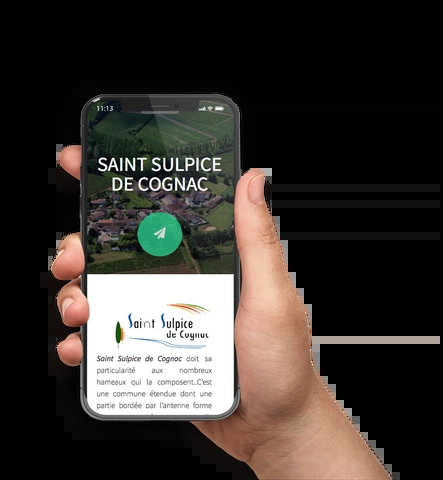 11:13
SAINT SULPICE
DE COGNAC
Saint Sulpice
de Cognac
Saint Sulpice de Cognac doit sa
particularité aux nombreux
hameaux qui la composent..C'est
une commune étendue dont une
partie bordée par l'antenne forme